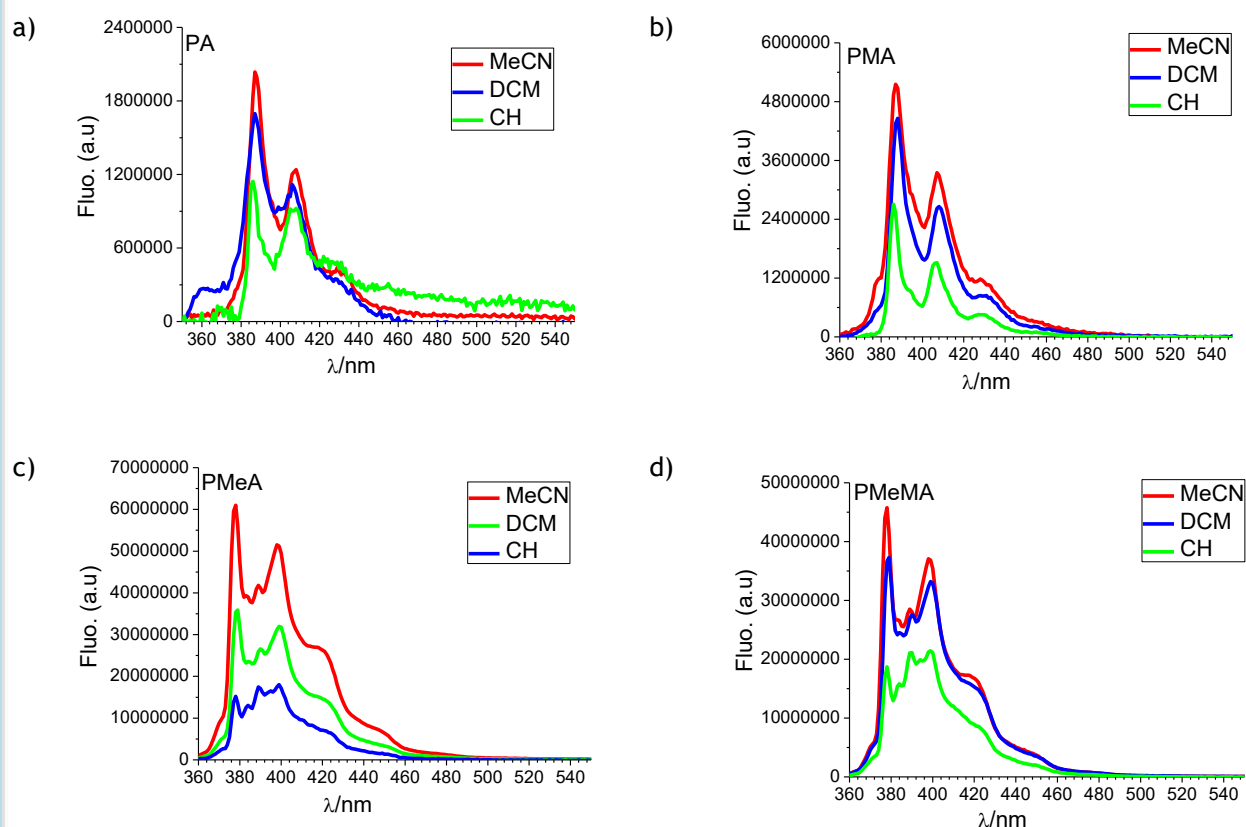 a)
PA
2400000
1800000
1200000
600000
0
Fluo. (a.u)
360 380 400 420 440 460 480 500 520 540
λ/nm
MeCN
DCM
CH
b)
PMA
6000000
4800000
3600000
2400000
1200000
0
Fluo. (a.u)
360 380 400 420 440 460 480 500 520 540
λ/nm
MeCN
DCM
CH
c)
PMeA
70000000
60000000
50000000
40000000
30000000
20000000
10000000
0
Fluo. (a.u)
360 380 400 420 440 460 480 500 520 540
λ/nm
MeCN
DCM
CH
d)
PMeMA
50000000
40000000
30000000
20000000
10000000
0
Fluo. (a.u)
360 380 400 420 440 460 480 500 520 540
λ/nm
MeCN
DCM
CH